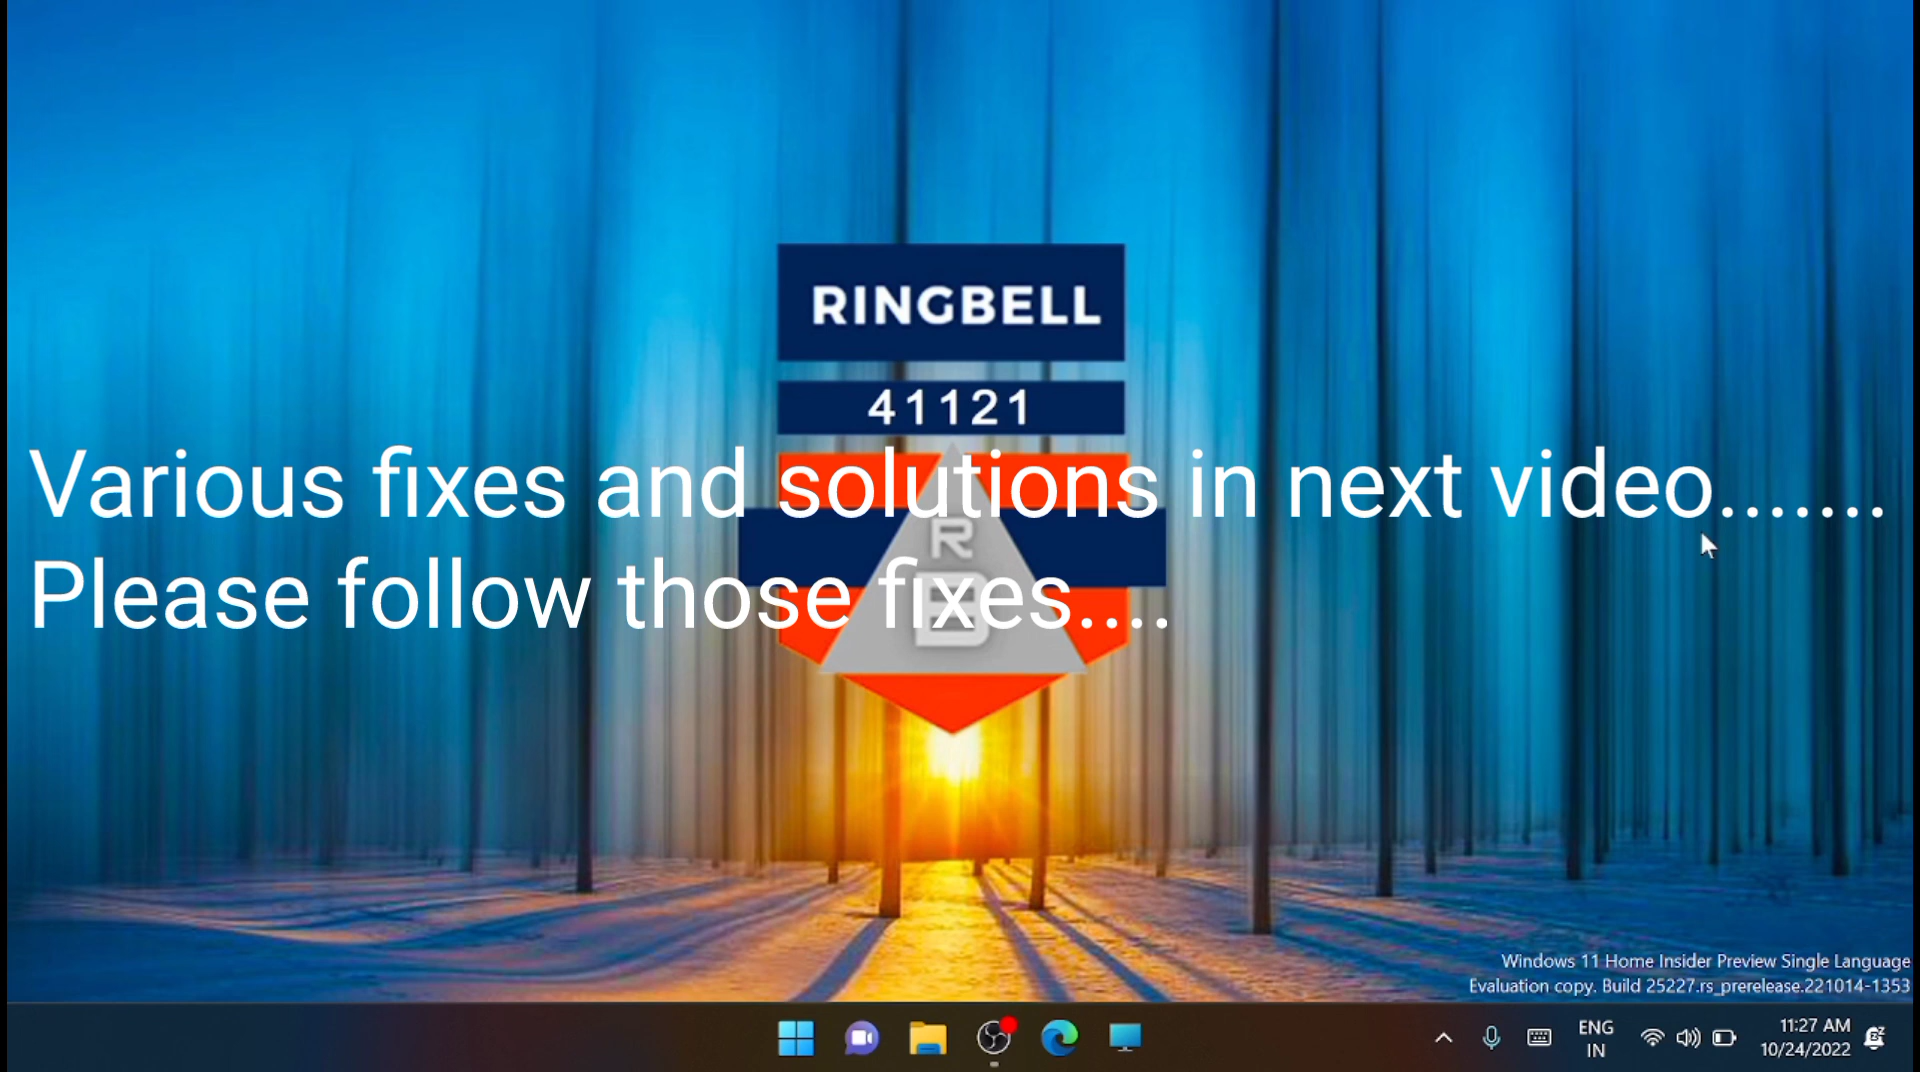 RINGBELL
41121
Various fixes and solutions in next video.......
R
Please follow those fixes....
B
Windows 11 Home Insider Preview Single Language
Evaluation copy. Build 25227.rs_prerelease.221014-1353
ENG
IN
11:27 AM
10/24/2022